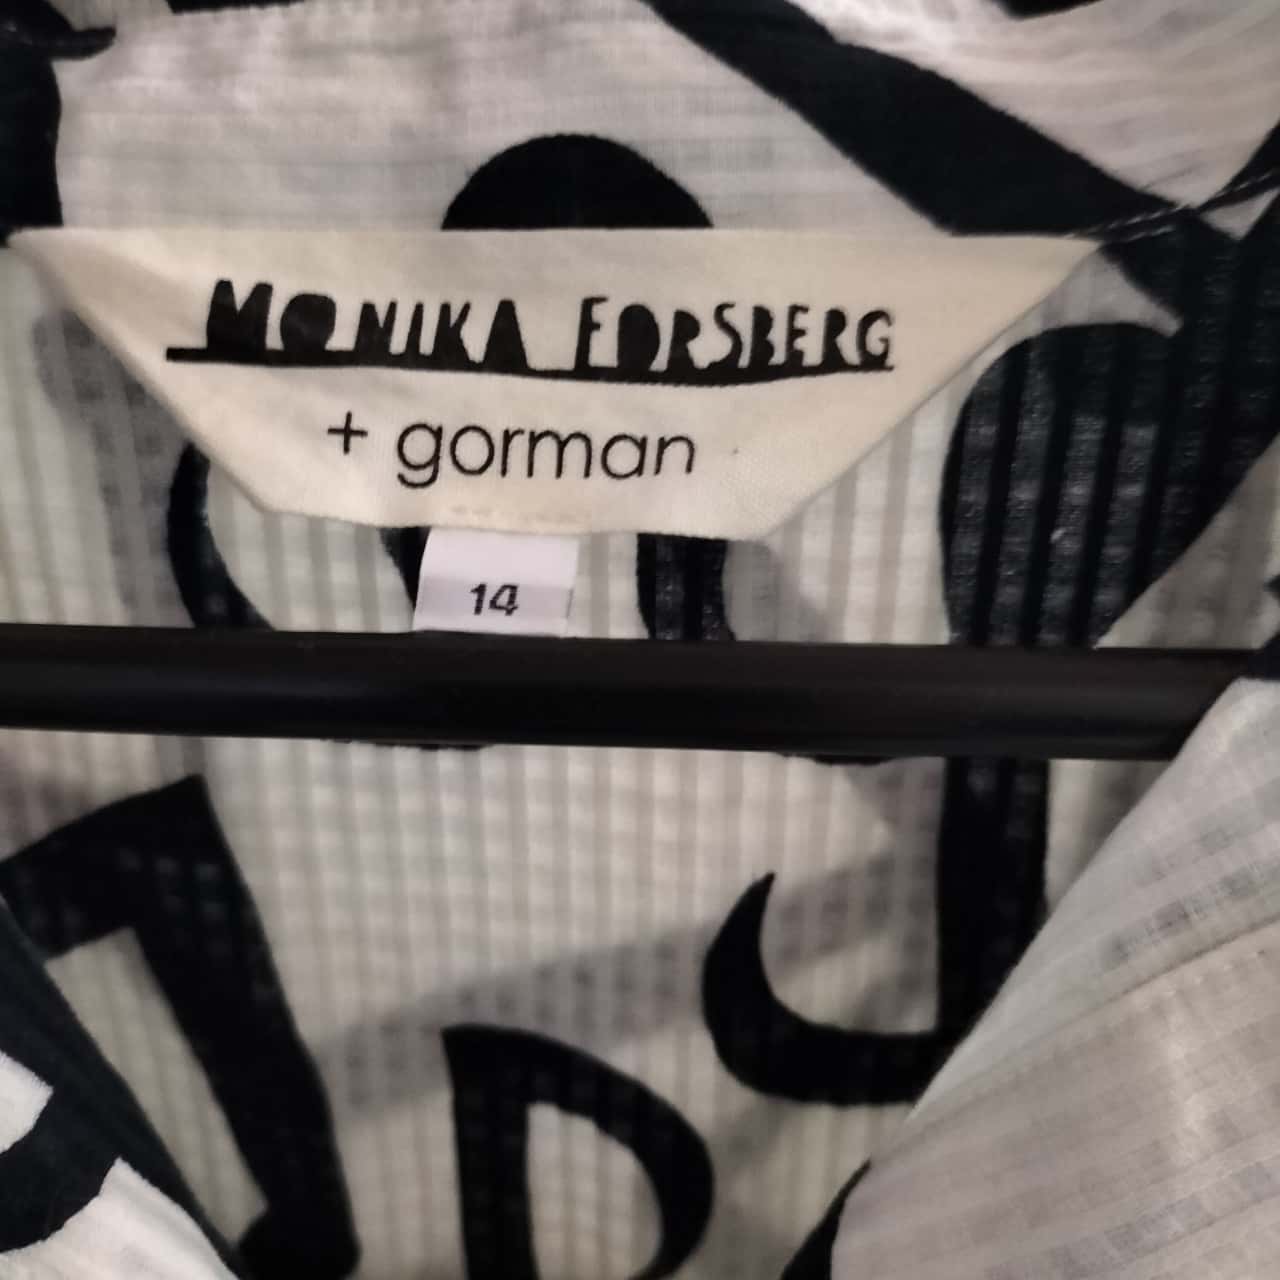 MONIKA FORSBERG
+ gorman
14